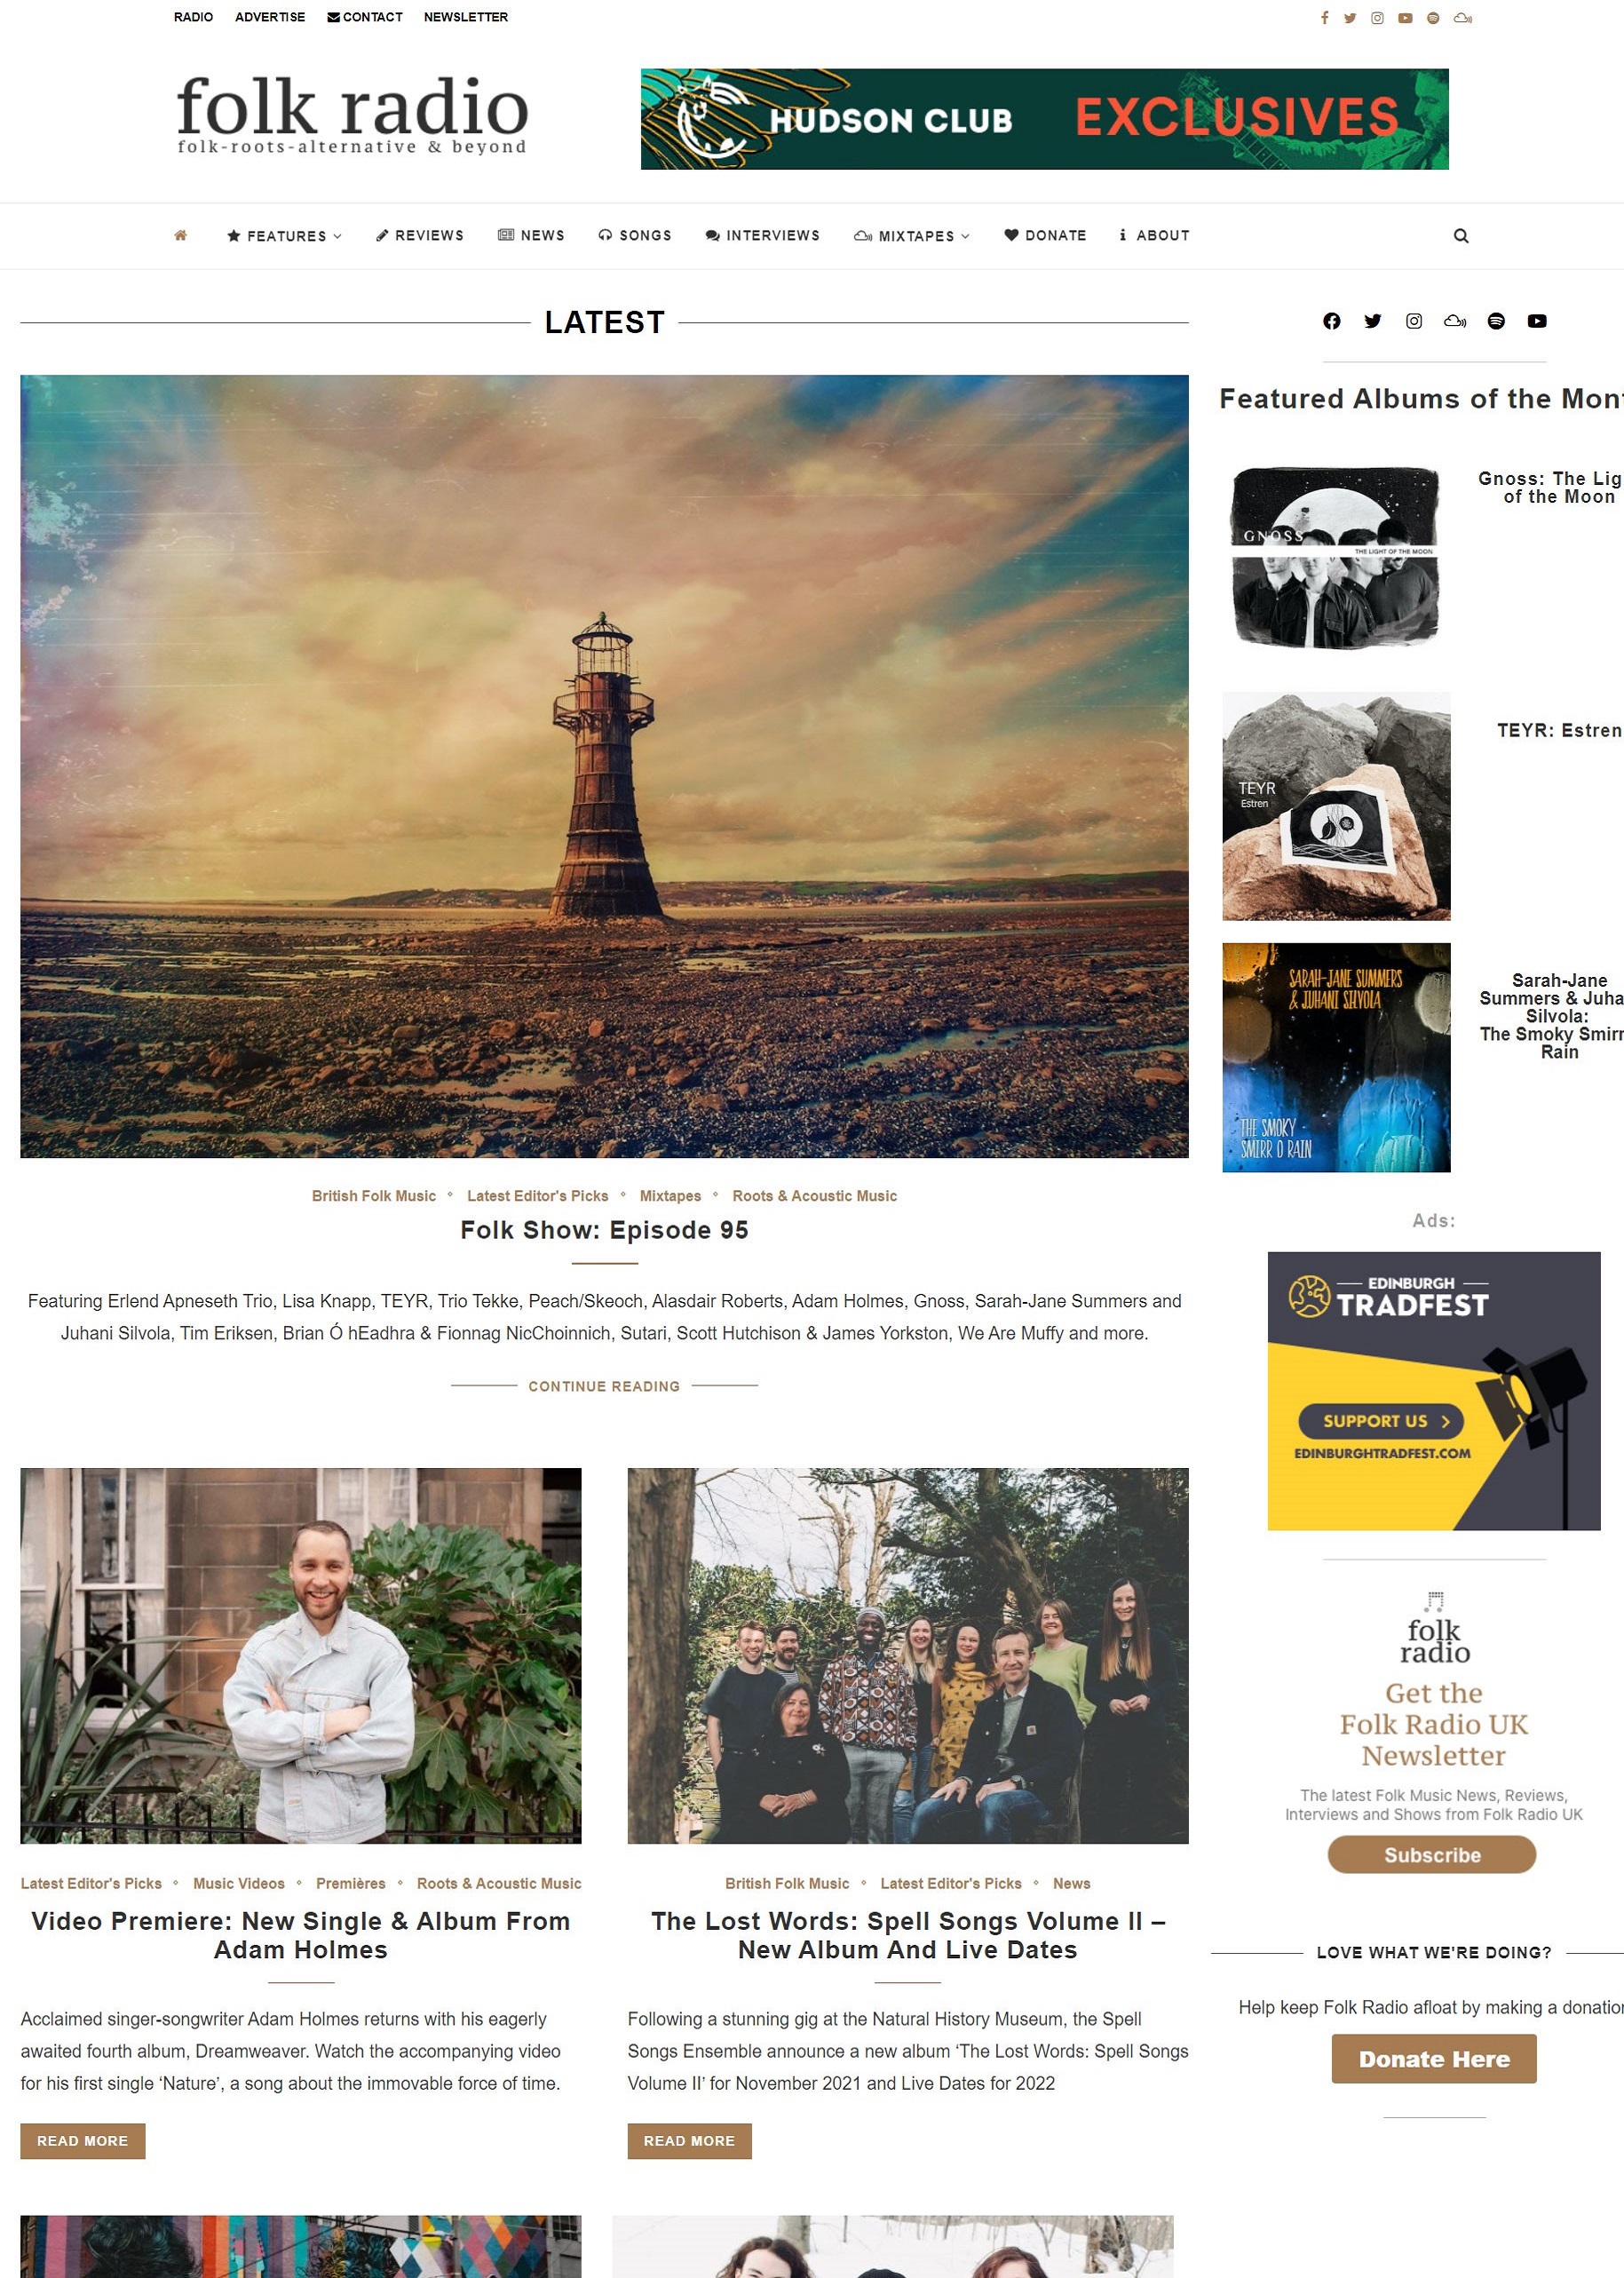 RADIO ADVERTISE CONTACT NEWSLETTER
folk radio
folk-roots-alternative & beyond
HUDSON CLUB EXCLUSIVES
FEATURES REVIEWS NEWS SONGS INTERVIEWS MIXTAPES DONATE ABOUT
LATEST
British Folk Music Latest Editor's Picks Mixtapes Roots & Acoustic Music
Folk Show: Episode 95
Featuring Erlend Apneseth Trio, Lisa Knapp, TEYR, Trio Tekke, Peach/Skeoch, Alasdair Roberts, Adam Holmes, Gnoss, Sarah-Jane Summers and
Juhani Silvola, Tim Eriksen, Brian Ó hEadhra & Fionnag NicChoinnich, Sutari, Scott Hutchison & James Yorkston, We Are Muffy and more.
CONTINUE READING
Latest Editor's Picks Music Videos Premières Roots & Acoustic Music
Video Premiere: New Single & Album From
Adam Holmes
Acclaimed singer-songwriter Adam Holmes returns with his eagerly
awaited fourth album, Dreamweaver. Watch the accompanying video
for his first single ‘Nature’, a song about the immovable force of time.
READ MORE
British Folk Music Latest Editor's Picks News
The Lost Words: Spell Songs Volume II –
New Album And Live Dates
Following a stunning gig at the Natural History Museum, the Spell
Songs Ensemble announce a new album ‘The Lost Words: Spell Songs
Volume II’ for November 2021 and Live Dates for 2022
READ MORE
Featured Albums of the Mont
GNOSS
THE LIGHT OF THE MOON
Gnoss: The Lig
of the Moon
TEYR
Estren
TEYR: Estren
SARAH-JANE SUMMERS
& JUHANI SILVOLA
THE SMOKY
SMIRR O RAIN
Sarah-Jane
Summers & Juha
Silvola:
The Smoky Smirr
Rain
Ads:
EDINBURGH
TRADFEST
SUPPORT US
EDINBURGHTRADFEST.COM
folk
radio
Get the
Folk Radio UK
Newsletter
The latest Folk Music News, Reviews,
Interviews and Shows from Folk Radio UK
Subscribe
LOVE WHAT WE'RE DOING?
Help keep Folk Radio afloat by making a donation
Donate Here